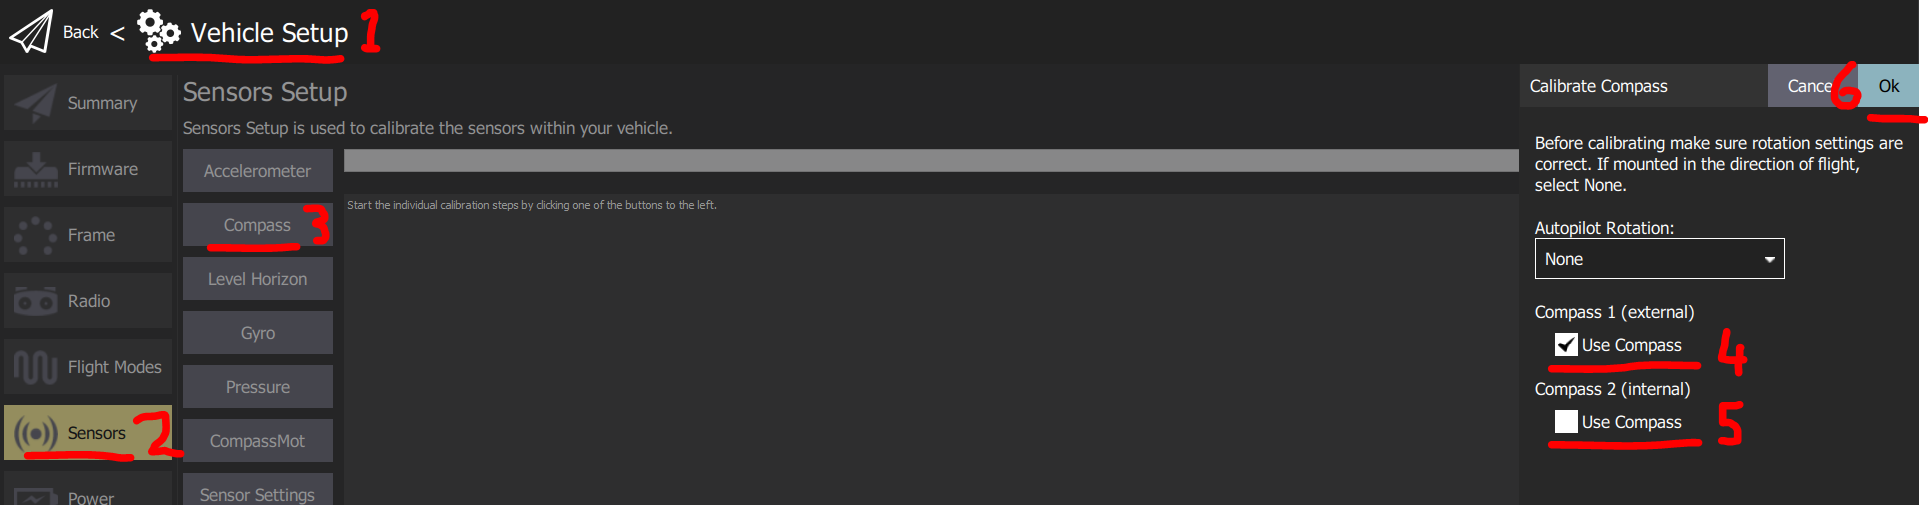 Back < Vehicle Setup 1
Summary
Firmware
Frame
Radio
Flight Modes
Sensors 2
Power
Sensors Setup
Sensors Setup is used to calibrate the sensors within your vehicle.
Accelerometer
Compass 3
Level Horizon
Gyro
Pressure
CompassMot
Sensor Settings
Start the individual calibration steps by clicking one of the buttons to the left.
Calibrate Compass
Cancel 6
Ok
Before calibrating make sure rotation settings are
correct. If mounted in the direction of flight,
select None.
Autopilot Rotation:
None
Compass 1 (external)
Use Compass 4
Compass 2 (internal)
Use Compass 5